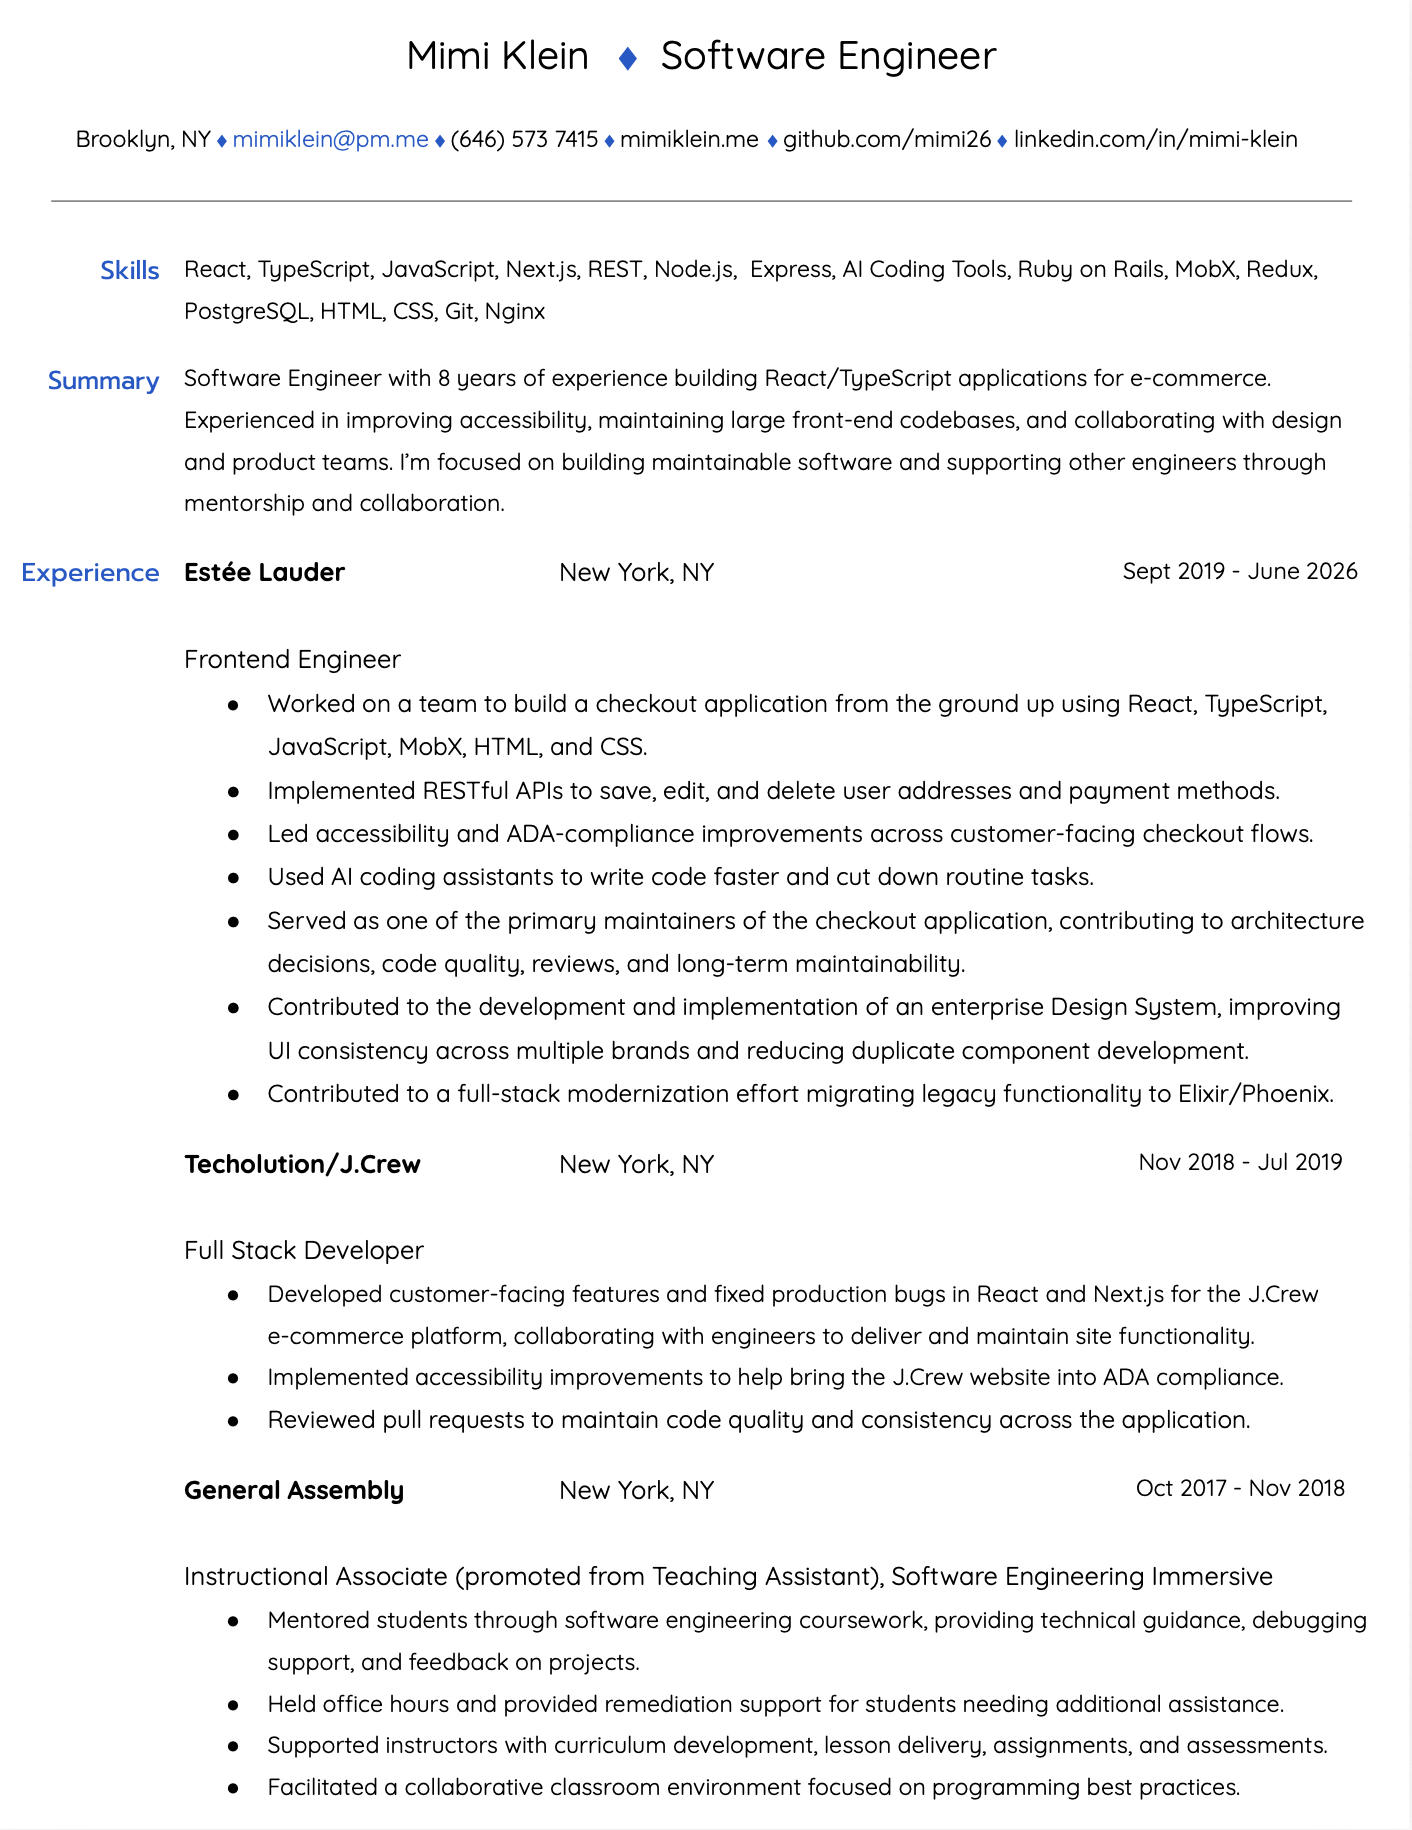 Mimi Klein ♦ Software Engineer
Brooklyn, NY ♦ mimiklein@pm.me ♦ (646) 573 7415 ♦ mimiklein.me ♦ github.com/mimi26 ♦ linkedin.com/in/mimi-klein
Skills React, TypeScript, JavaScript, Next.js, REST, Node.js,  Express, AI Coding Tools, Ruby on Rails, MobX, Redux,
PostgreSQL, HTML, CSS, Git, Nginx
Summary Software Engineer with 8 years of experience building React/TypeScript applications for e-commerce.
Experienced in improving accessibility, maintaining large front-end codebases, and collaborating with design
and product teams. I’m focused on building maintainable software and supporting other engineers through
mentorship and collaboration.
Experience Estée Lauder New York, NY Sept 2019 - June 2026
Frontend Engineer
● Worked on a team to build a checkout application from the ground up using React, TypeScript,
JavaScript, MobX, HTML, and CSS.
● Implemented RESTful APIs to save, edit, and delete user addresses and payment methods.
● Led accessibility and ADA-compliance improvements across customer-facing checkout flows.
● Used AI coding assistants to write code faster and cut down routine tasks.
● Served as one of the primary maintainers of the checkout application, contributing to architecture
decisions, code quality, reviews, and long-term maintainability.
● Contributed to the development and implementation of an enterprise Design System, improving
UI consistency across multiple brands and reducing duplicate component development.
● Contributed to a full-stack modernization effort migrating legacy functionality to Elixir/Phoenix.
Techolution/J.Crew New York, NY Nov 2018 - Jul 2019
Full Stack Developer
● Developed customer-facing features and fixed production bugs in React and Next.js for the J.Crew
e-commerce platform, collaborating with engineers to deliver and maintain site functionality.
● Implemented accessibility improvements to help bring the J.Crew website into ADA compliance.
● Reviewed pull requests to maintain code quality and consistency across the application.
General Assembly New York, NY Oct 2017 - Nov 2018
Instructional Associate (promoted from Teaching Assistant), Software Engineering Immersive
● Mentored students through software engineering coursework, providing technical guidance, debugging
support, and feedback on projects.
● Held office hours and provided remediation support for students needing additional assistance.
● Supported instructors with curriculum development, lesson delivery, assignments, and assessments.
● Facilitated a collaborative classroom environment focused on programming best practices.